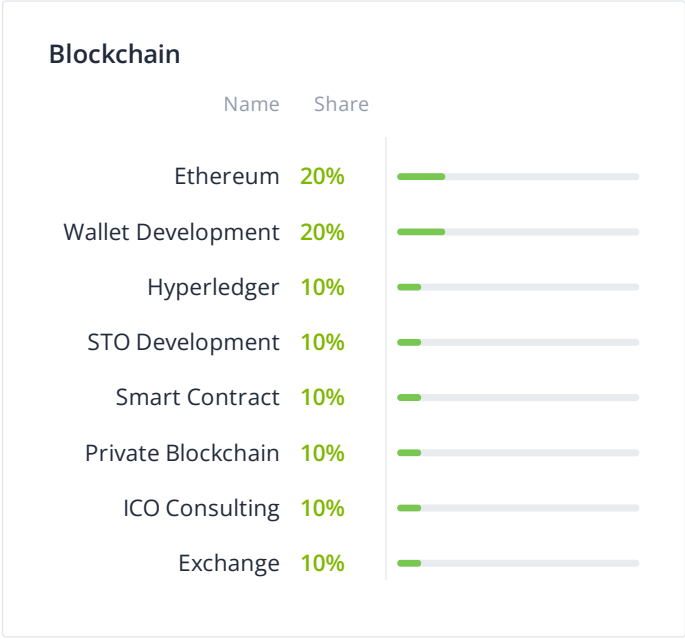 Blockchain
Name Share
Ethereum 20%
Wallet Development 20%
Hyperledger 10%
STO Development 10%
Smart Contract 10%
Private Blockchain 10%
ICO Consulting 10%
Exchange 10%